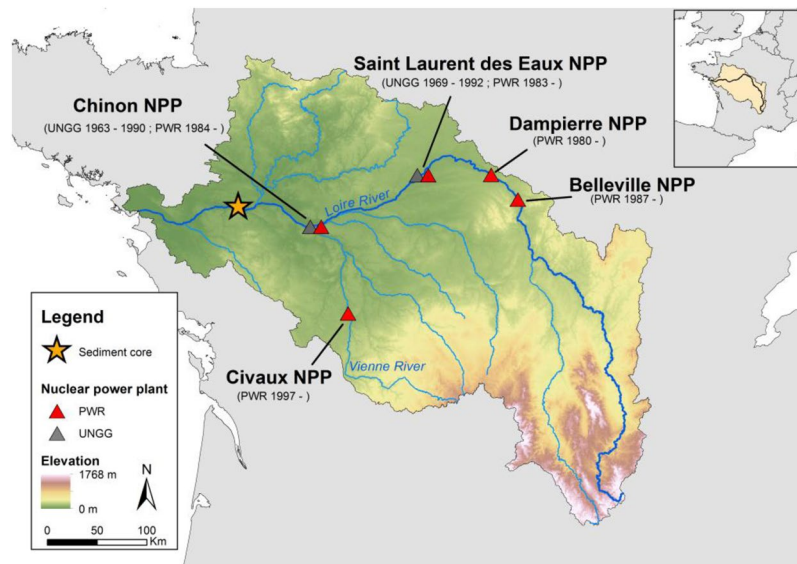 Saint Laurent des Eaux NPP
(UNGG 1969 - 1992 ; PWR 1983 - )
Chinon NPP
(UNGG 1963 - 1990 ; PWR 1984 - )
Dampierre NPP
(PWR 1980 - )
Belleville NPP
(PWR 1987 - )
Loire River
Civaux NPP
(PWR 1997 - )
Vienne River
Legend
Sediment core
Nuclear power plant
PWR
UNGG
Elevation
1768 m
0 m
N
0 50 100
Km